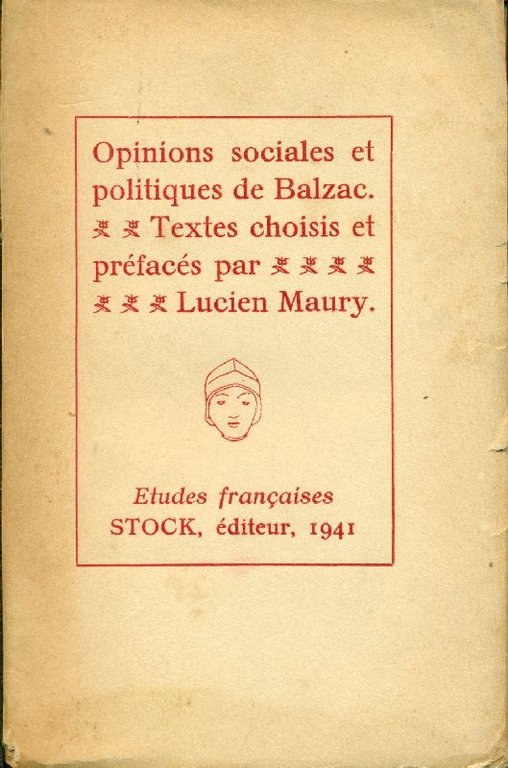 Opinions sociales et
politiques de Balzac.
Textes choisis et
préfacés par
Lucien Maury.
Etudes françaises
STOCK, éditeur, 1941